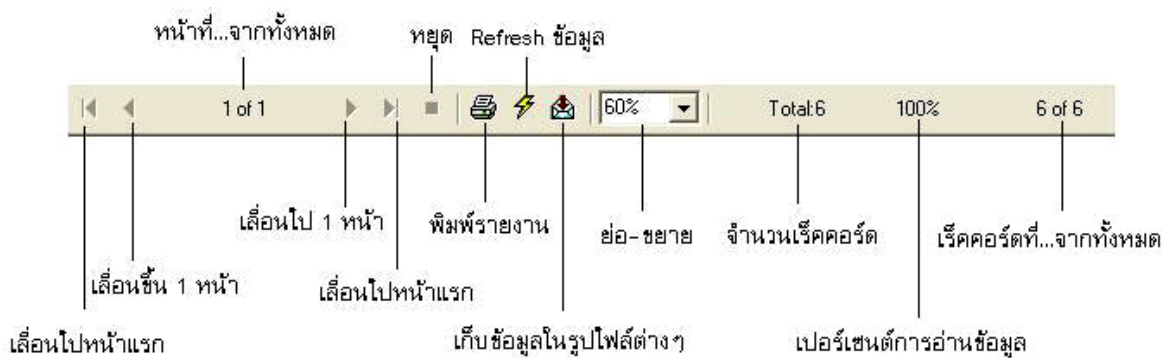 หน้าที่...จากทั้งหมด
หยุด Refresh ข้อมูล
1 of 1
60%
Total:6
100%
6 of 6
เลื่อนไป 1 หน้า
พิมพ์รายงาน
ย่อ-ขยาย
จำนวนเร็คคอร์ด
เร็คคอร์ดที่...จากทั้งหมด
เลื่อนขึ้น 1 หน้า
เลื่อนไปหน้าแรก
เลื่อนไปหน้าแรก
เก็บข้อมูลในรูปไฟล์ต่างๆ
เปอร์เซนต์การอ่านข้อมูล